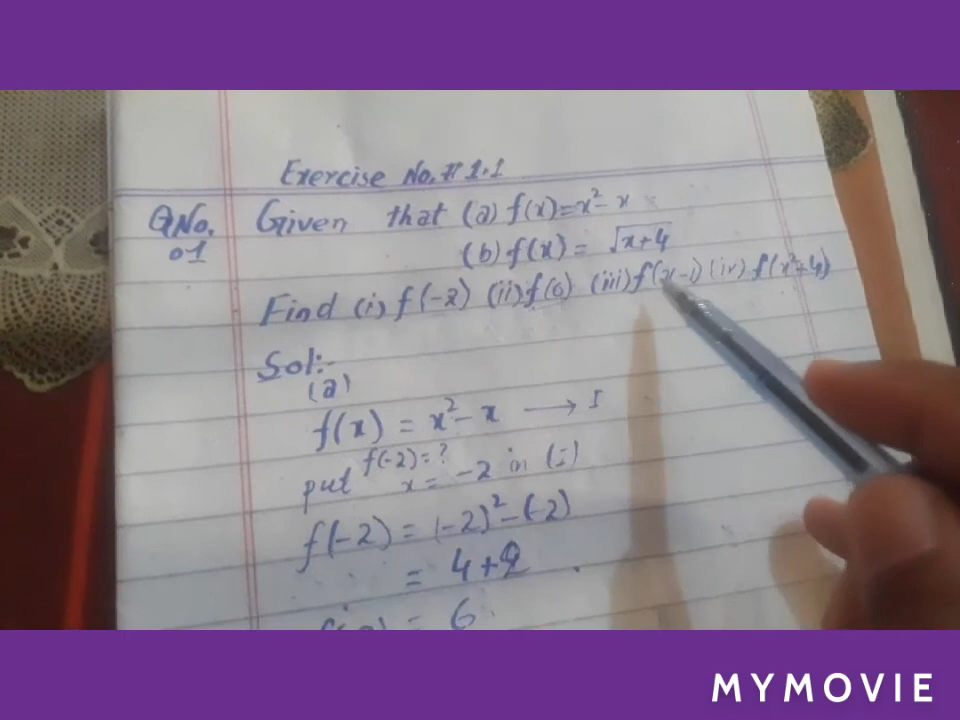 Exercise No. # 1.1
Q No. 01 Given that (a) f(x)=x²-x
(b) f(x) = √x+4
Find (i) f(-2) (ii) f(6) (iii) f(x-1) (iv) f(x²+4)
Sol:-
(a)
f(x) = x²-x → I
f(-2)=?
put x = -2 in (I)
f(-2) = (-2)²-(-2)
= 4+2
= 6
MYMOVIE